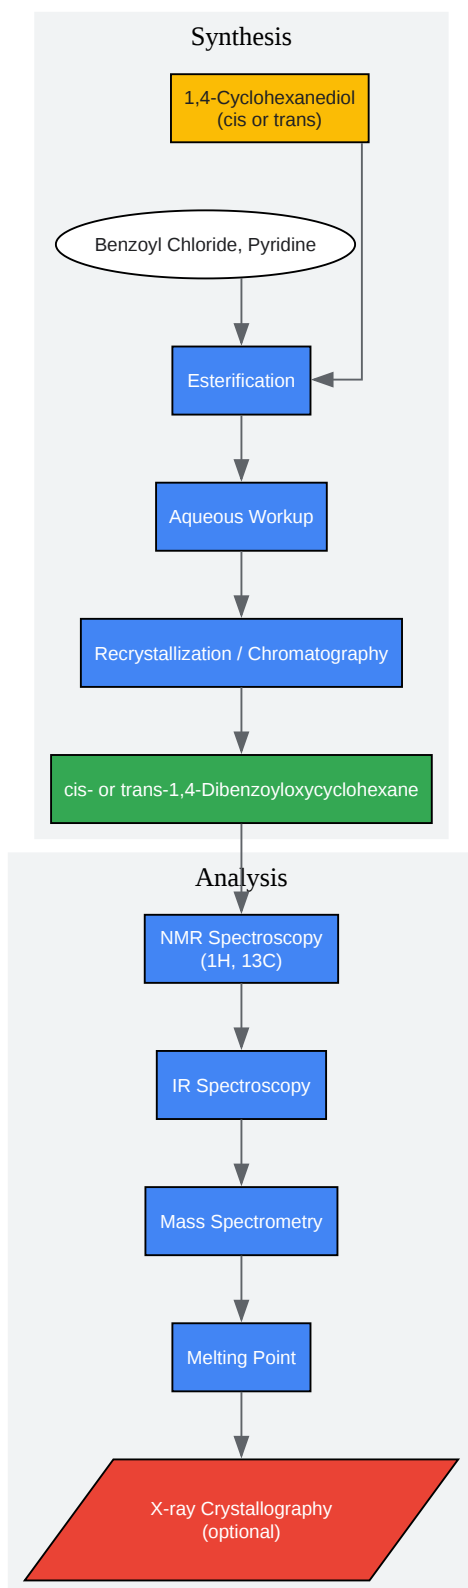 Synthesis
1,4-Cyclohexanediol
(cis or trans)
Benzoyl Chloride, Pyridine
Esterification
Aqueous Workup
Recrystallization / Chromatography
cis- or trans-1,4-Dibenzoyloxycyclohexane
Analysis
NMR Spectroscopy
(1H, 13C)
IR Spectroscopy
Mass Spectrometry
Melting Point
X-ray Crystallography
(optional)